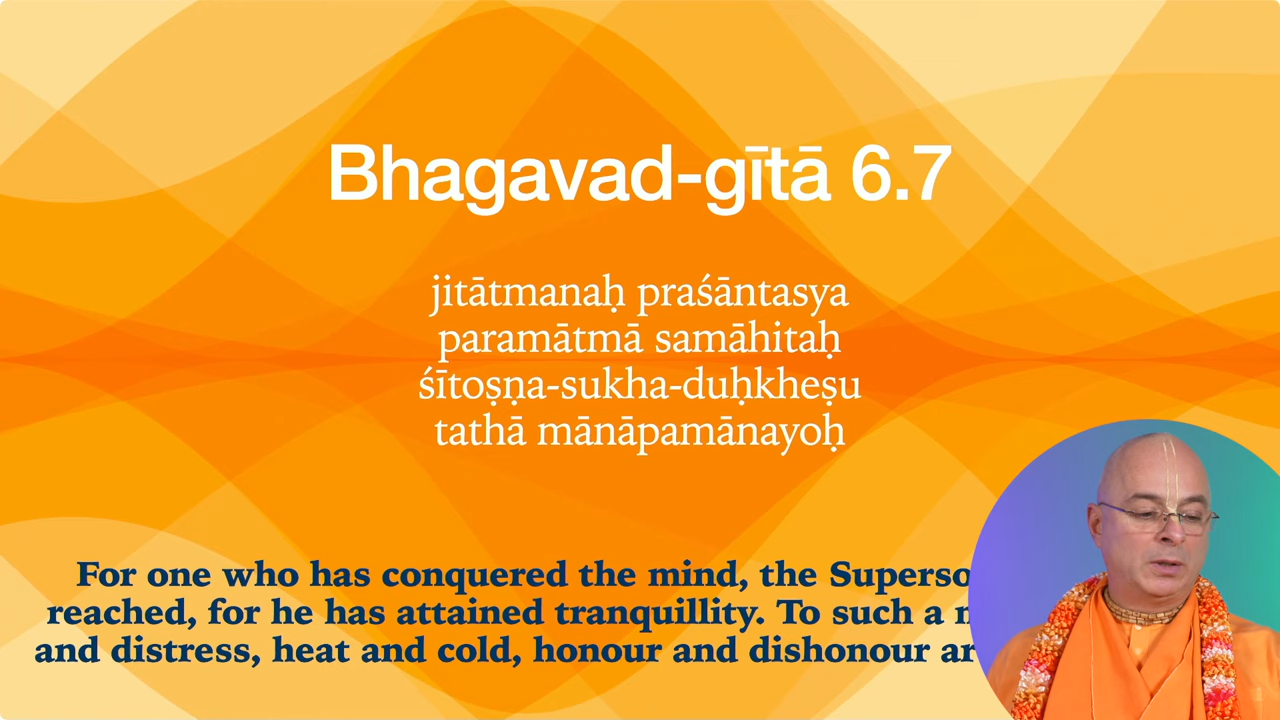 Bhagavad-gītā 6.7
jitātmanaḥ praśāntasya
paramātmā samāhitaḥ
śītoṣṇa-sukha-duḥkheṣu
tathā mānāpamānayoḥ
For one who has conquered the mind, the Superso
reached, for he has attained tranquillity. To such a
and distress, heat and cold, honour and dishonour ar